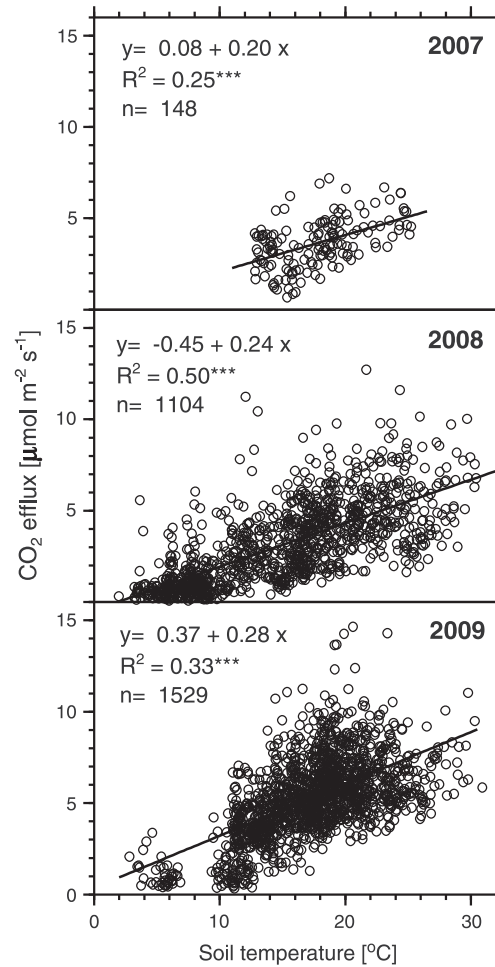 15
10
5
y= 0.08 + 0.20 x
R² = 0.25***
n= 148
2007
15
10
5
y= -0.45 + 0.24 x
R² = 0.50***
n= 1104
2008
CO₂ efflux [µmol m⁻² s⁻¹]
15
10
5
0
y= 0.37 + 0.28 x
R² = 0.33***
n= 1529
2009
0 10 20 30
Soil temperature [°C]